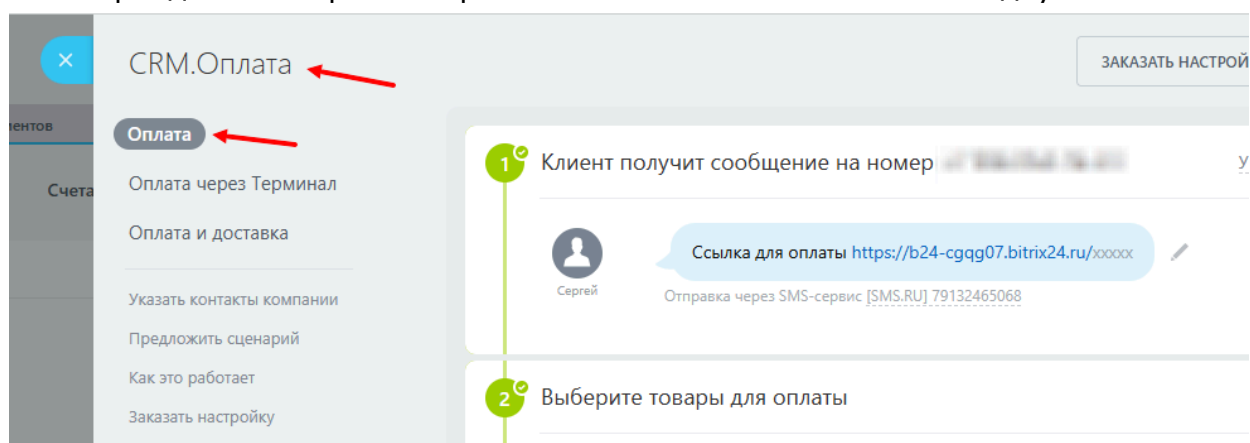 CRM.Оплата
ЗАКАЗАТЬ НАСТРОЙ
ентов
Счета
Оплата
Оплата через Терминал
Оплата и доставка
Указать контакты компании
Предложить сценарий
Как это работает
Заказать настройку
1 Клиент получит сообщение на номер
Ссылка для оплаты https://b24-cgqg07.bitrix24.ru/xxxxx
Сергей
Отправка через SMS-сервис [SMS.RU] 79132465068
2 Выберите товары для оплаты